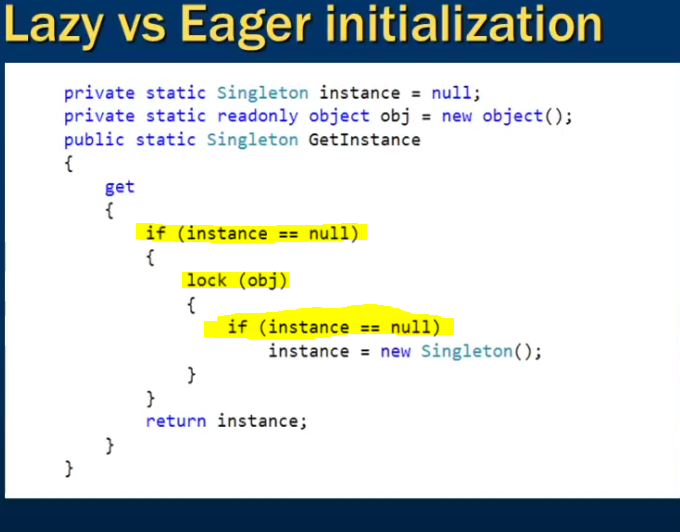 Lazy vs Eager initialization
private static Singleton instance = null;
private static readonly object obj = new object();
public static Singleton GetInstance
{
get
{
if (instance == null)
{
lock (obj)
{
if (instance == null)
instance = new Singleton();
}
}
return instance;
}
}